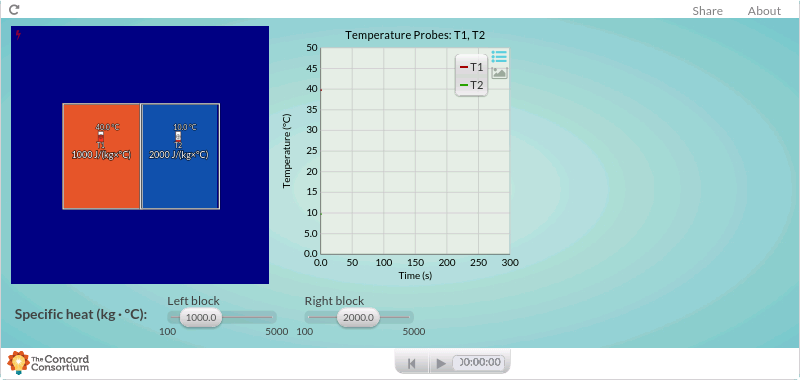 Share About
Temperature Probes: T1, T2
50
45
40
35
30
25
20
15
10
5.0
0.0
Temperature (°C)
T1
T2
0.0 50 100 150 200 250 300
Time (s)
40.0 °C
T1
1000 J/(kg×°C)
10.0 °C
T2
2000 J/(kg×°C)
Specific heat (kg · °C):
Left block
1000.0
100 5000
Right block
2000.0
100 5000
The Concord
Consortium
00:00:00